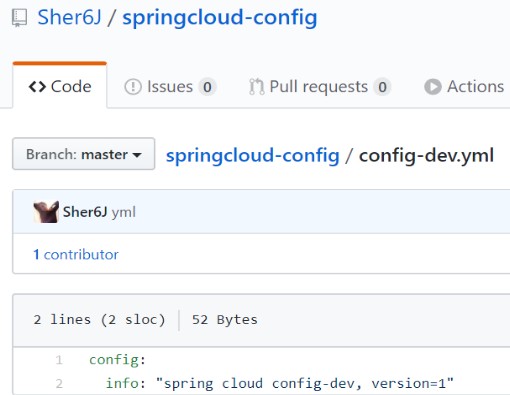 Sher6J / springcloud-config
Code Issues 0 Pull requests 0 Actions
Branch: master springcloud-config / config-dev.yml
Sher6J yml
1 contributor
2 lines (2 sloc) 52 Bytes
1 config:
2 info: "spring cloud config-dev, version=1"